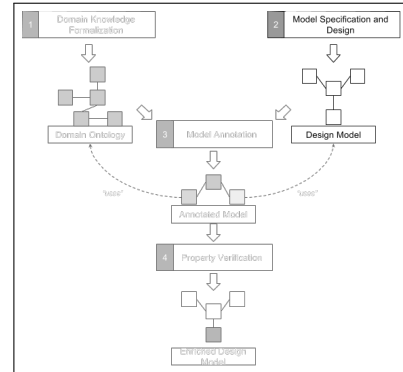 1
Domain Knowledge
Formalization
2
Model Specification and
Design
Domain Ontology
3
Model Annotation
Design Model
"uses"
"uses"
Annotated Model
4
Property Verification
Enriched Design
Model